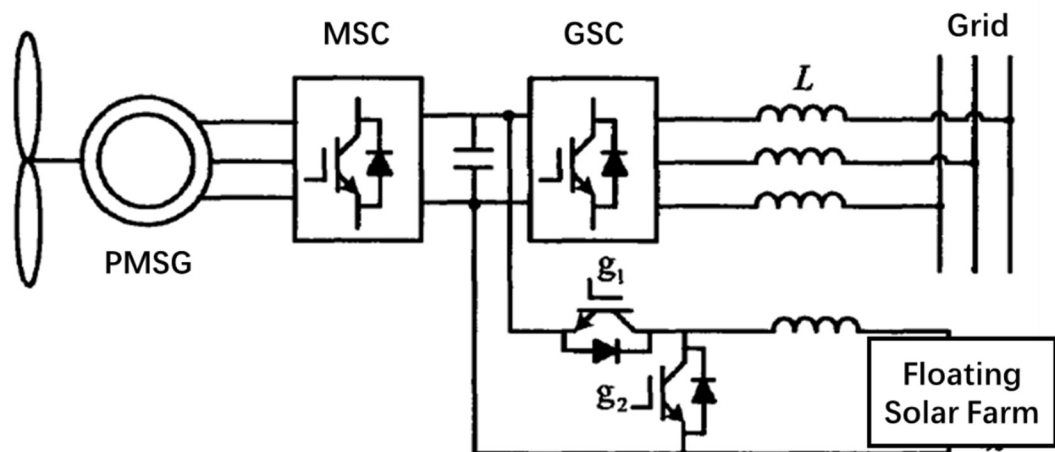 MSC
GSC
Grid
L
PMSG
g₁
g₂
Floating
Solar Farm